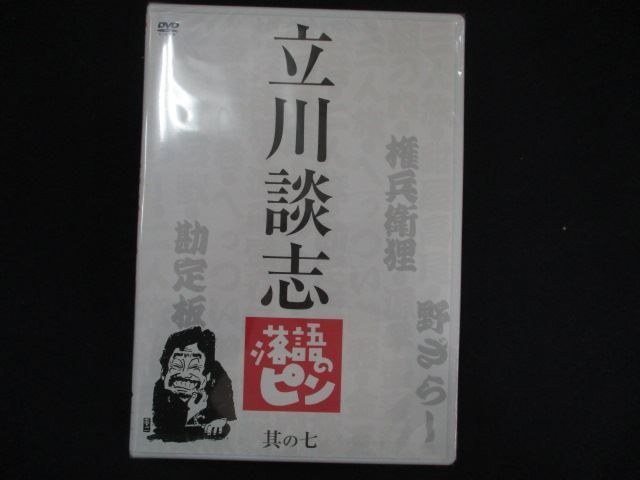 DVD
立川談志
権兵衛狸
野ざらし
勘定板
落語の
ピン
其の七